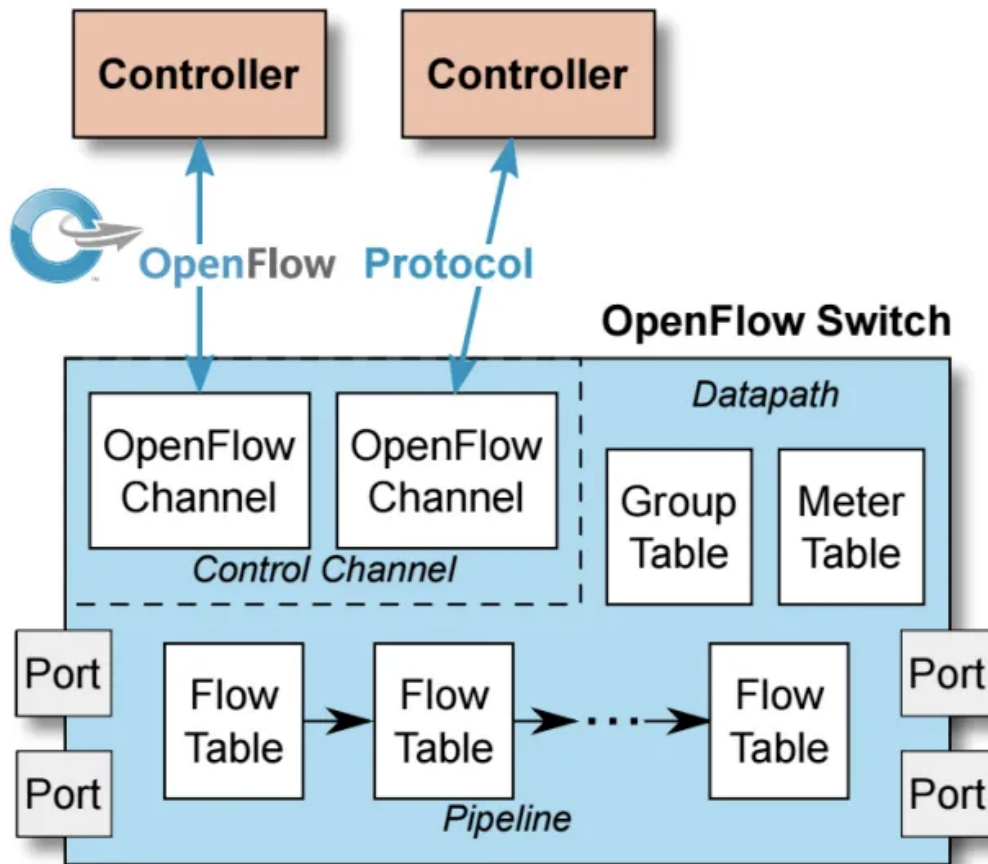 Controller
Controller
OpenFlow Protocol
™
OpenFlow Switch
OpenFlow
Channel
OpenFlow
Channel
Control Channel
Datapath
Group
Table
Meter
Table
Port
Port
Flow
Table
Flow
Table
...
Flow
Table
Port
Port
Pipeline